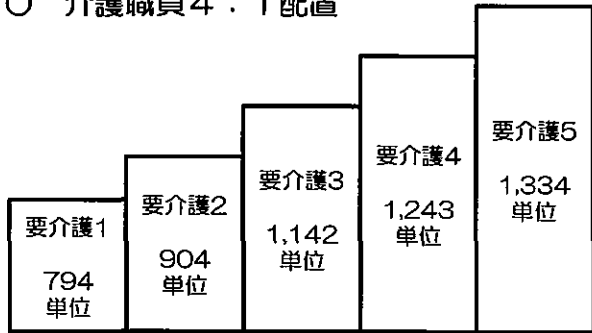 ○ 介護職員4:1配置
要介護1
794
単位
要介護2
904
単位
要介護3
1,142
単位
要介護4
1,243
単位
要介護5
1,334
単位